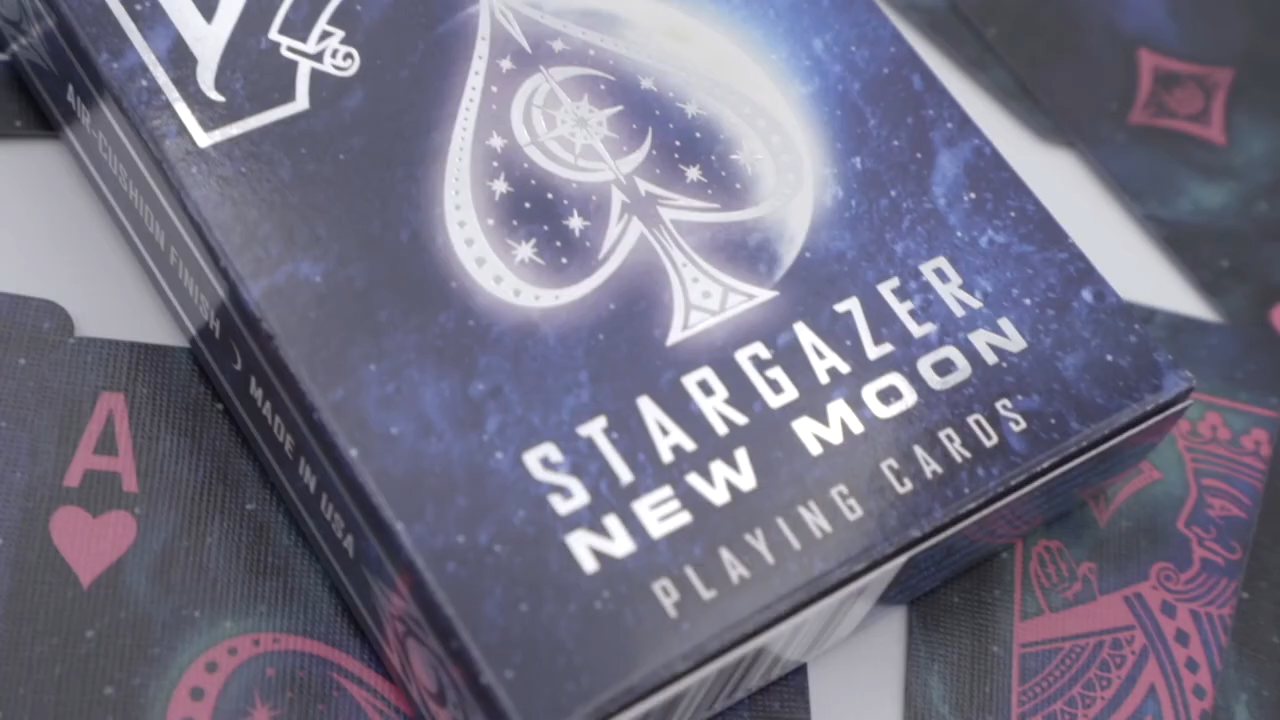 AIR-CUSHION FINISH
MADE IN USA
STARGAZER
NEW MOON
PLAYING CARDS
A